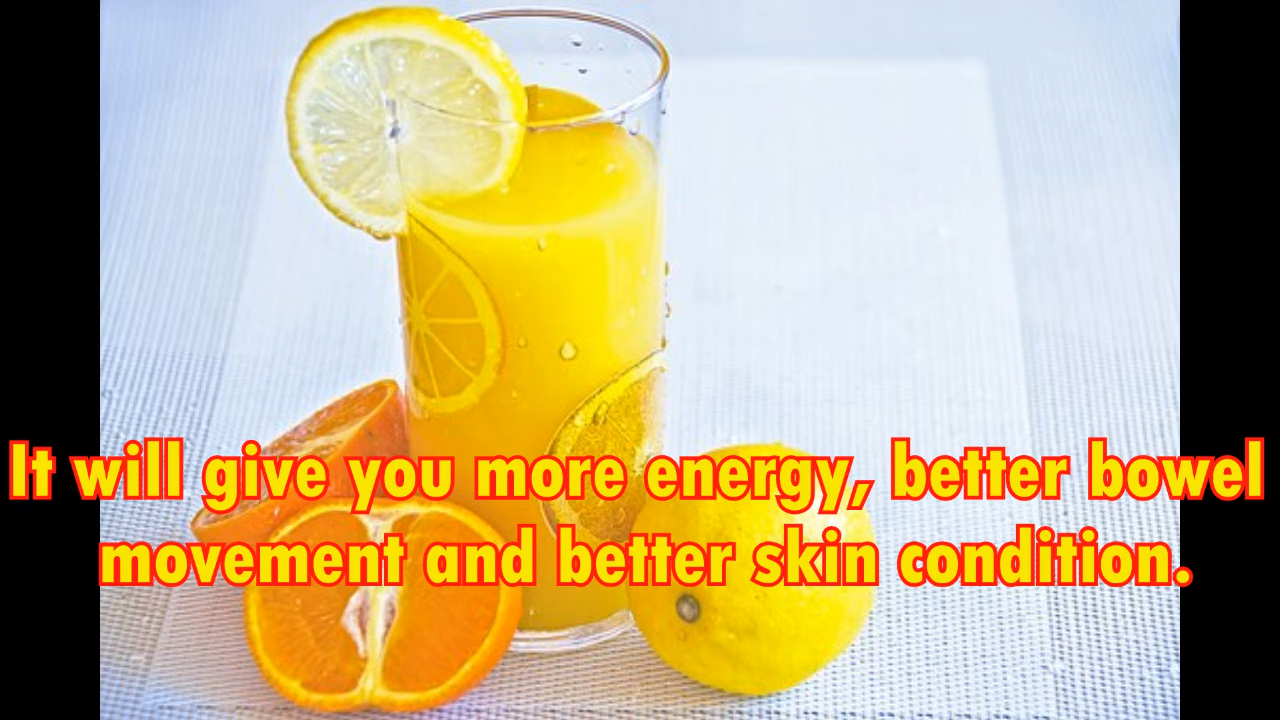 It will give you more energy, better bowel
movement and better skin condition.